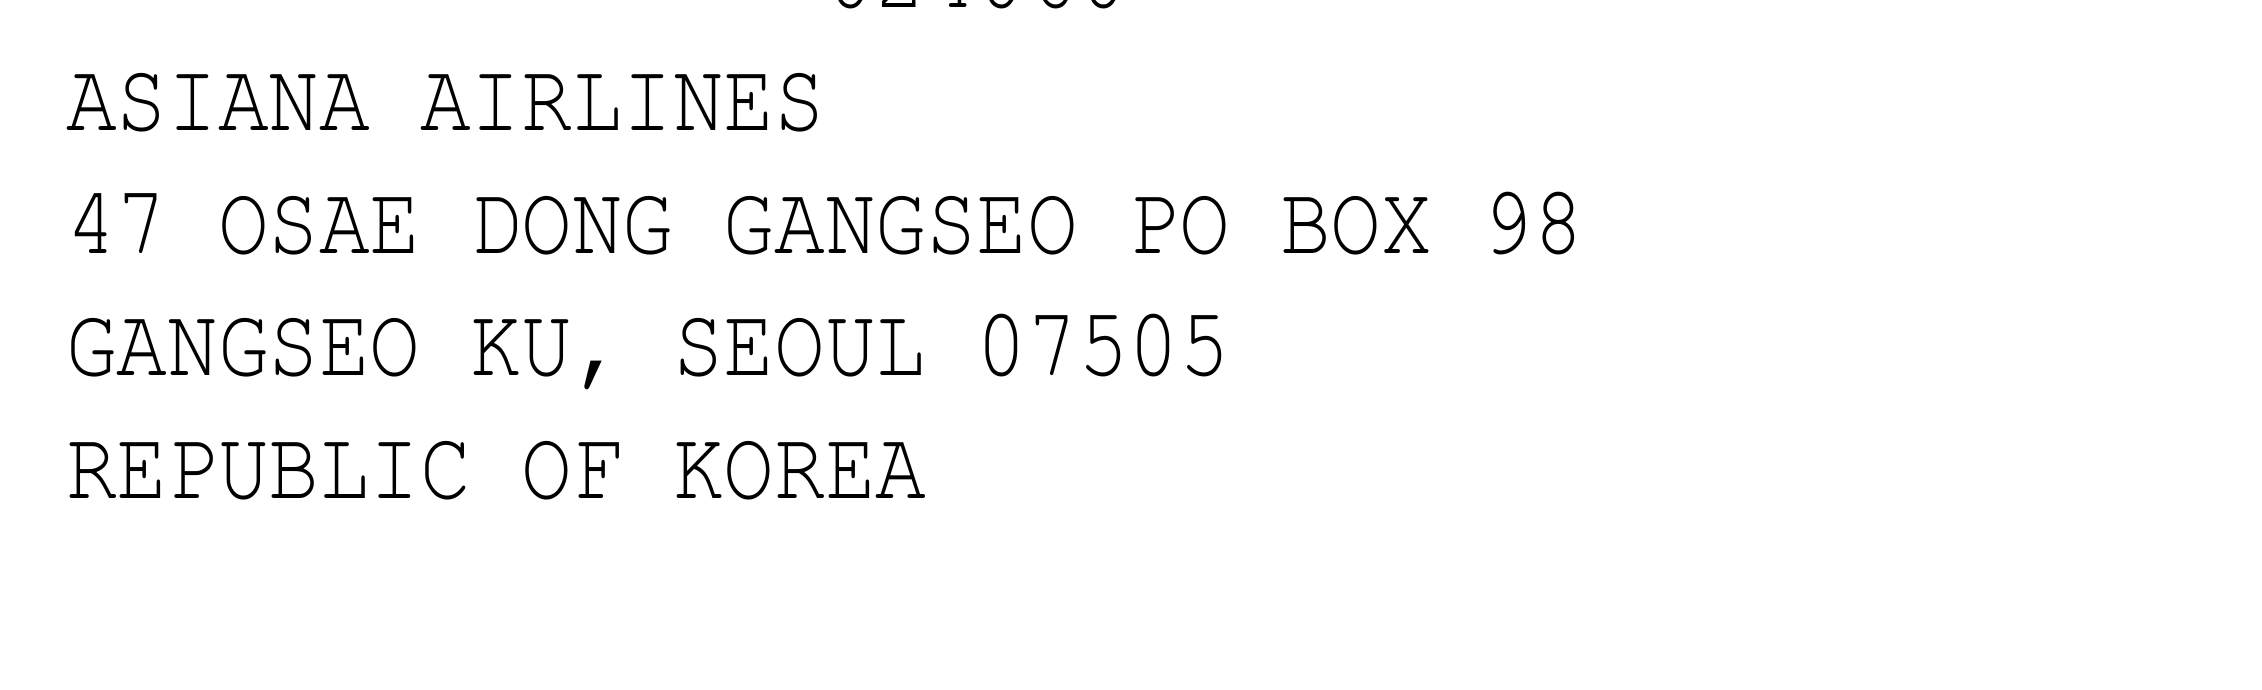 ASIANA AIRLINES
47 OSAE DONG GANGSEO PO BOX 98
GANGSEO KU, SEOUL 07505
REPUBLIC OF KOREA